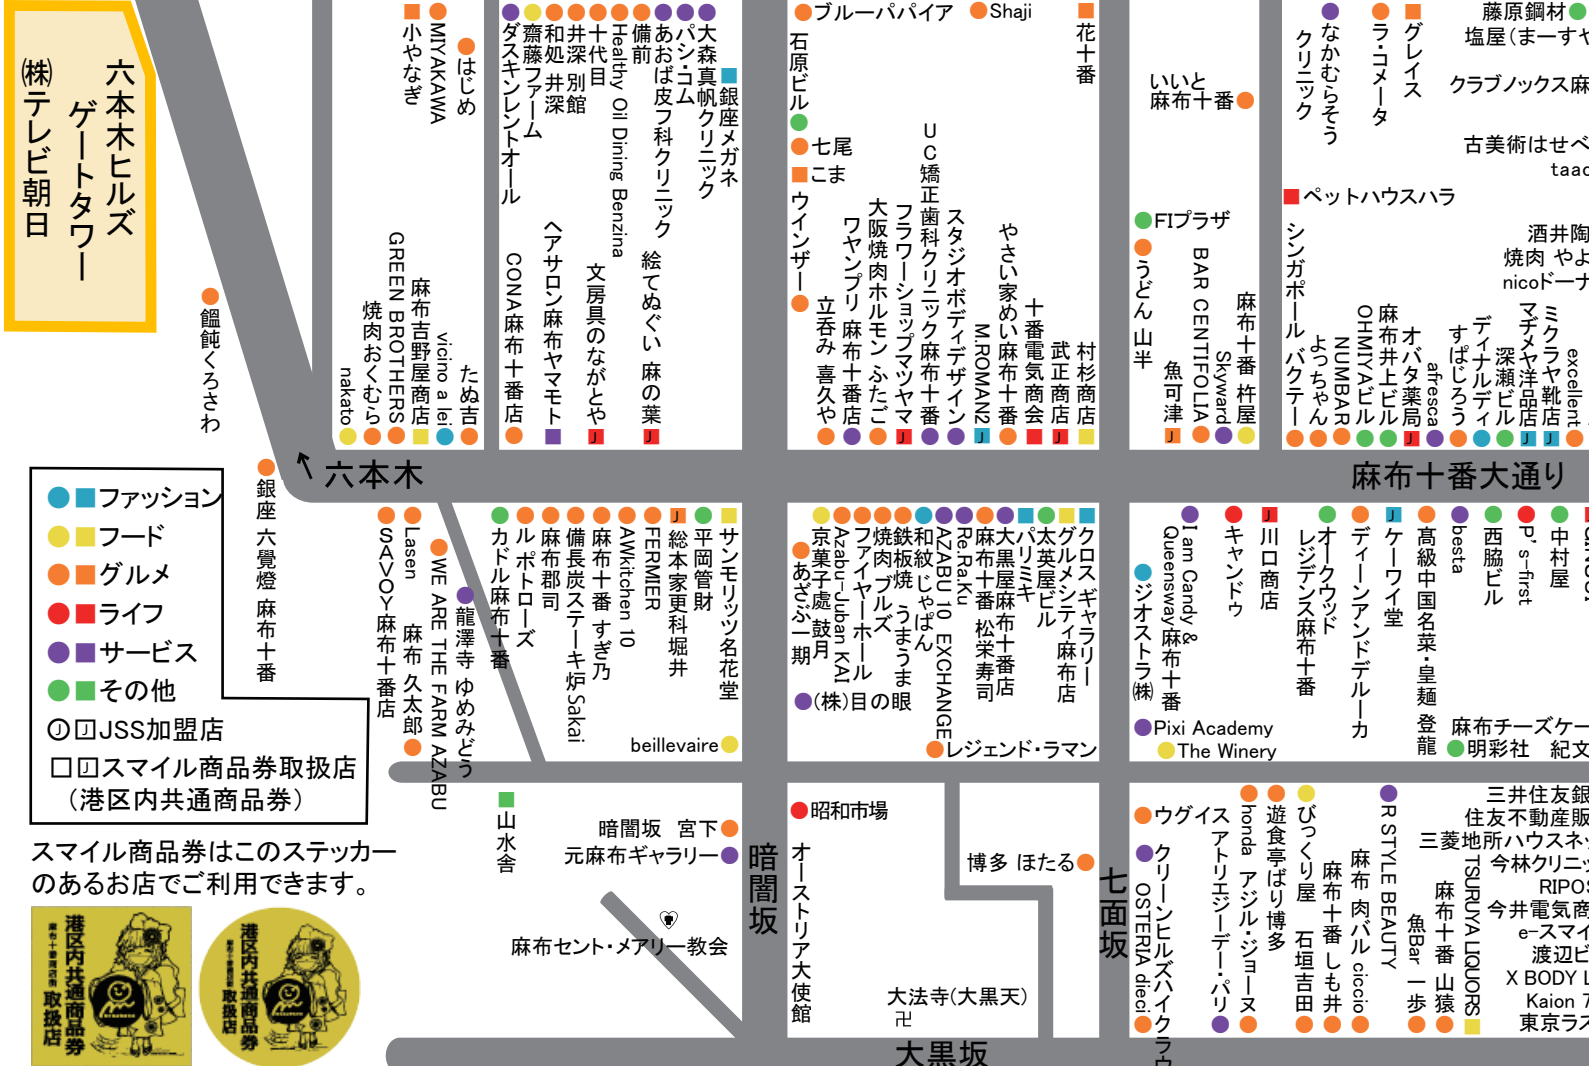 六本木ヒルズ
ゲートタワー
㈱テレビ朝日
小やなぎ
MIYAKAWA
はじめ
ダスキンレントオール
齋藤ファーム
和処 井深
井深 別館
十代目
Healthy Oil Dining Benzina
備前
あおば皮フ科クリニック
パシ・コム
大森真帆クリニック
銀座メガネ
ブルーパパイア
Shaji
花十番
石原ビル
七尾
こま
ウインザー
いいと
麻布十番
なかむらそう
クリニック
ラ・コメータ
グレイス
藤原鋼材
塩屋(まーすや
クラブノックス麻
古美術はせべ
taac
ペットハウスハラ
酒井陶
焼肉 やよ
nicoドーナ
饂飩くろさわ
nakato
焼肉おくむら
GREEN BROTHERS
麻布吉野屋商店
vicino a lei
たぬ吉
CONA麻布十番店
ヘアサロン麻布ヤマモト
文房具のながとや
絵てぬぐい 麻の葉
立呑み 喜久や
ワヤンプリ 麻布十番店
大阪焼肉ホルモン ふたご
フラワーショップマツヤマ
UC矯正歯科クリニック麻布十番
スタジオボディデザイン
M.ROMAN2
やさい家めい麻布十番
十番電気商会
武正商店
村杉商店
FIプラザ
うどん 山半
魚可津
BAR CENTIFOLIA
Skyward
麻布十番 杵屋
シンガポール バクテー
よっちゃん
NUMBAR
OHMIYAビル
麻布井上ビル
オバタ薬局
afresca
すぱじろう
ディナルディ
深瀬ビル
マヂメヤ洋品店
ミクラヤ靴店
excellent
↑六本木
麻布十番大通り
ファッション
フード
グルメ
ライフ
サービス
その他
JJJSS加盟店
Jスマイル商品券取扱店
（港区内共通商品券）
スマイル商品券はこのステッカー
のあるお店でご利用できます。
港区内共通商品券
麻布十番商店街
取扱店
港区内共通商品券
麻布十番商店街
取扱店
銀座 六覺燈 麻布十番
SAVOY麻布十番店
Lasen
麻布 久太郎
WE ARE THE FARM AZABU
龍澤寺 ゆめみどう
カドル麻布十番
ル ポトローズ
麻布郡司
備長炭ステーキ炉Sakai
麻布十番 すぎ乃
AWkitchen 10
FERMIER
総本家更科堀井
平岡管財
サンモリッツ名花堂
beillevaire
あざぶ一期
京菓子處 鼓月
Azabu-Juban KAI
ファイヤーホール
焼肉 ブルズ
鉄板焼 うまうま
和紋 じゃぱん
AZABU 10 EXCHANGE
Re.Ra.Ku
麻布十番 松栄寿司
大黒屋麻布十番店
パリミキ
太英屋ビル
グルメシティ麻布店
クロスギャラリー
㈱目の眼
レジェンド・ラマン
ジオストラ㈱
I am Candy &
Queensway麻布十番
キャンドゥ
川口商店
オークウッド
レジデンス麻布十番
ディーンアンドデルーカ
ケーワイ堂
高級中国名菜・皇麺 登龍
besta
西脇ビル
P's-first
中村屋
Pixi Academy
The Winery
麻布チーズケー
明彩社
紀文
山水舎
暗闇坂 宮下
元麻布ギャラリー
麻布セント・メアリー教会
暗闇坂
昭和市場
オーストリア大使館
博多 ほたる
大法寺(大黒天)
卍
大黒坂
七面坂
ウグイス
クリーンヒルズハイクラウ
OSTERIA dieci
アトリエジーデー・パリ
honda
アジル・ジョーヌ
遊食亭ばり博多
びっくり屋
石垣吉田
麻布十番 しも井
麻布 肉バル ciccio
R STYLE BEAUTY
魚Bar 一歩
麻布十番 山猿
TSURUYA LIQUORS
三井住友銀
住友不動産販
三菱地所ハウスネッ
今林クリニッ
RIPOS
今井電気商
e-スマイ
渡辺ビ
X BODY L
Kaion 7
東京ラス